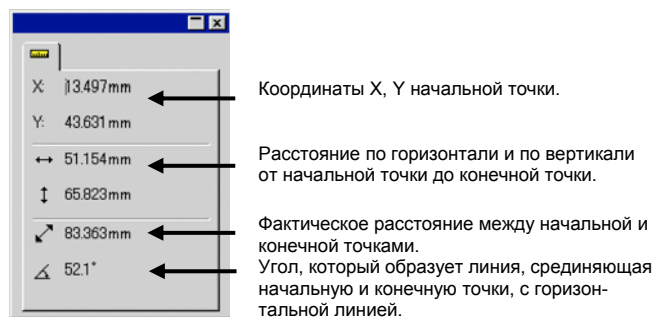 X: 13.497mm
Координаты X, Y начальной точки.
Y: 43.631 mm
51.154mm
Расстояние по горизонтали и по вертикали
от начальной точки до конечной точки.
65.823mm
83.363mm
Фактическое расстояние между начальной и
конечной точками.
52.1°
Угол, который образует линия, срединяющая
начальную и конечную точки, с горизон-
тальной линией.